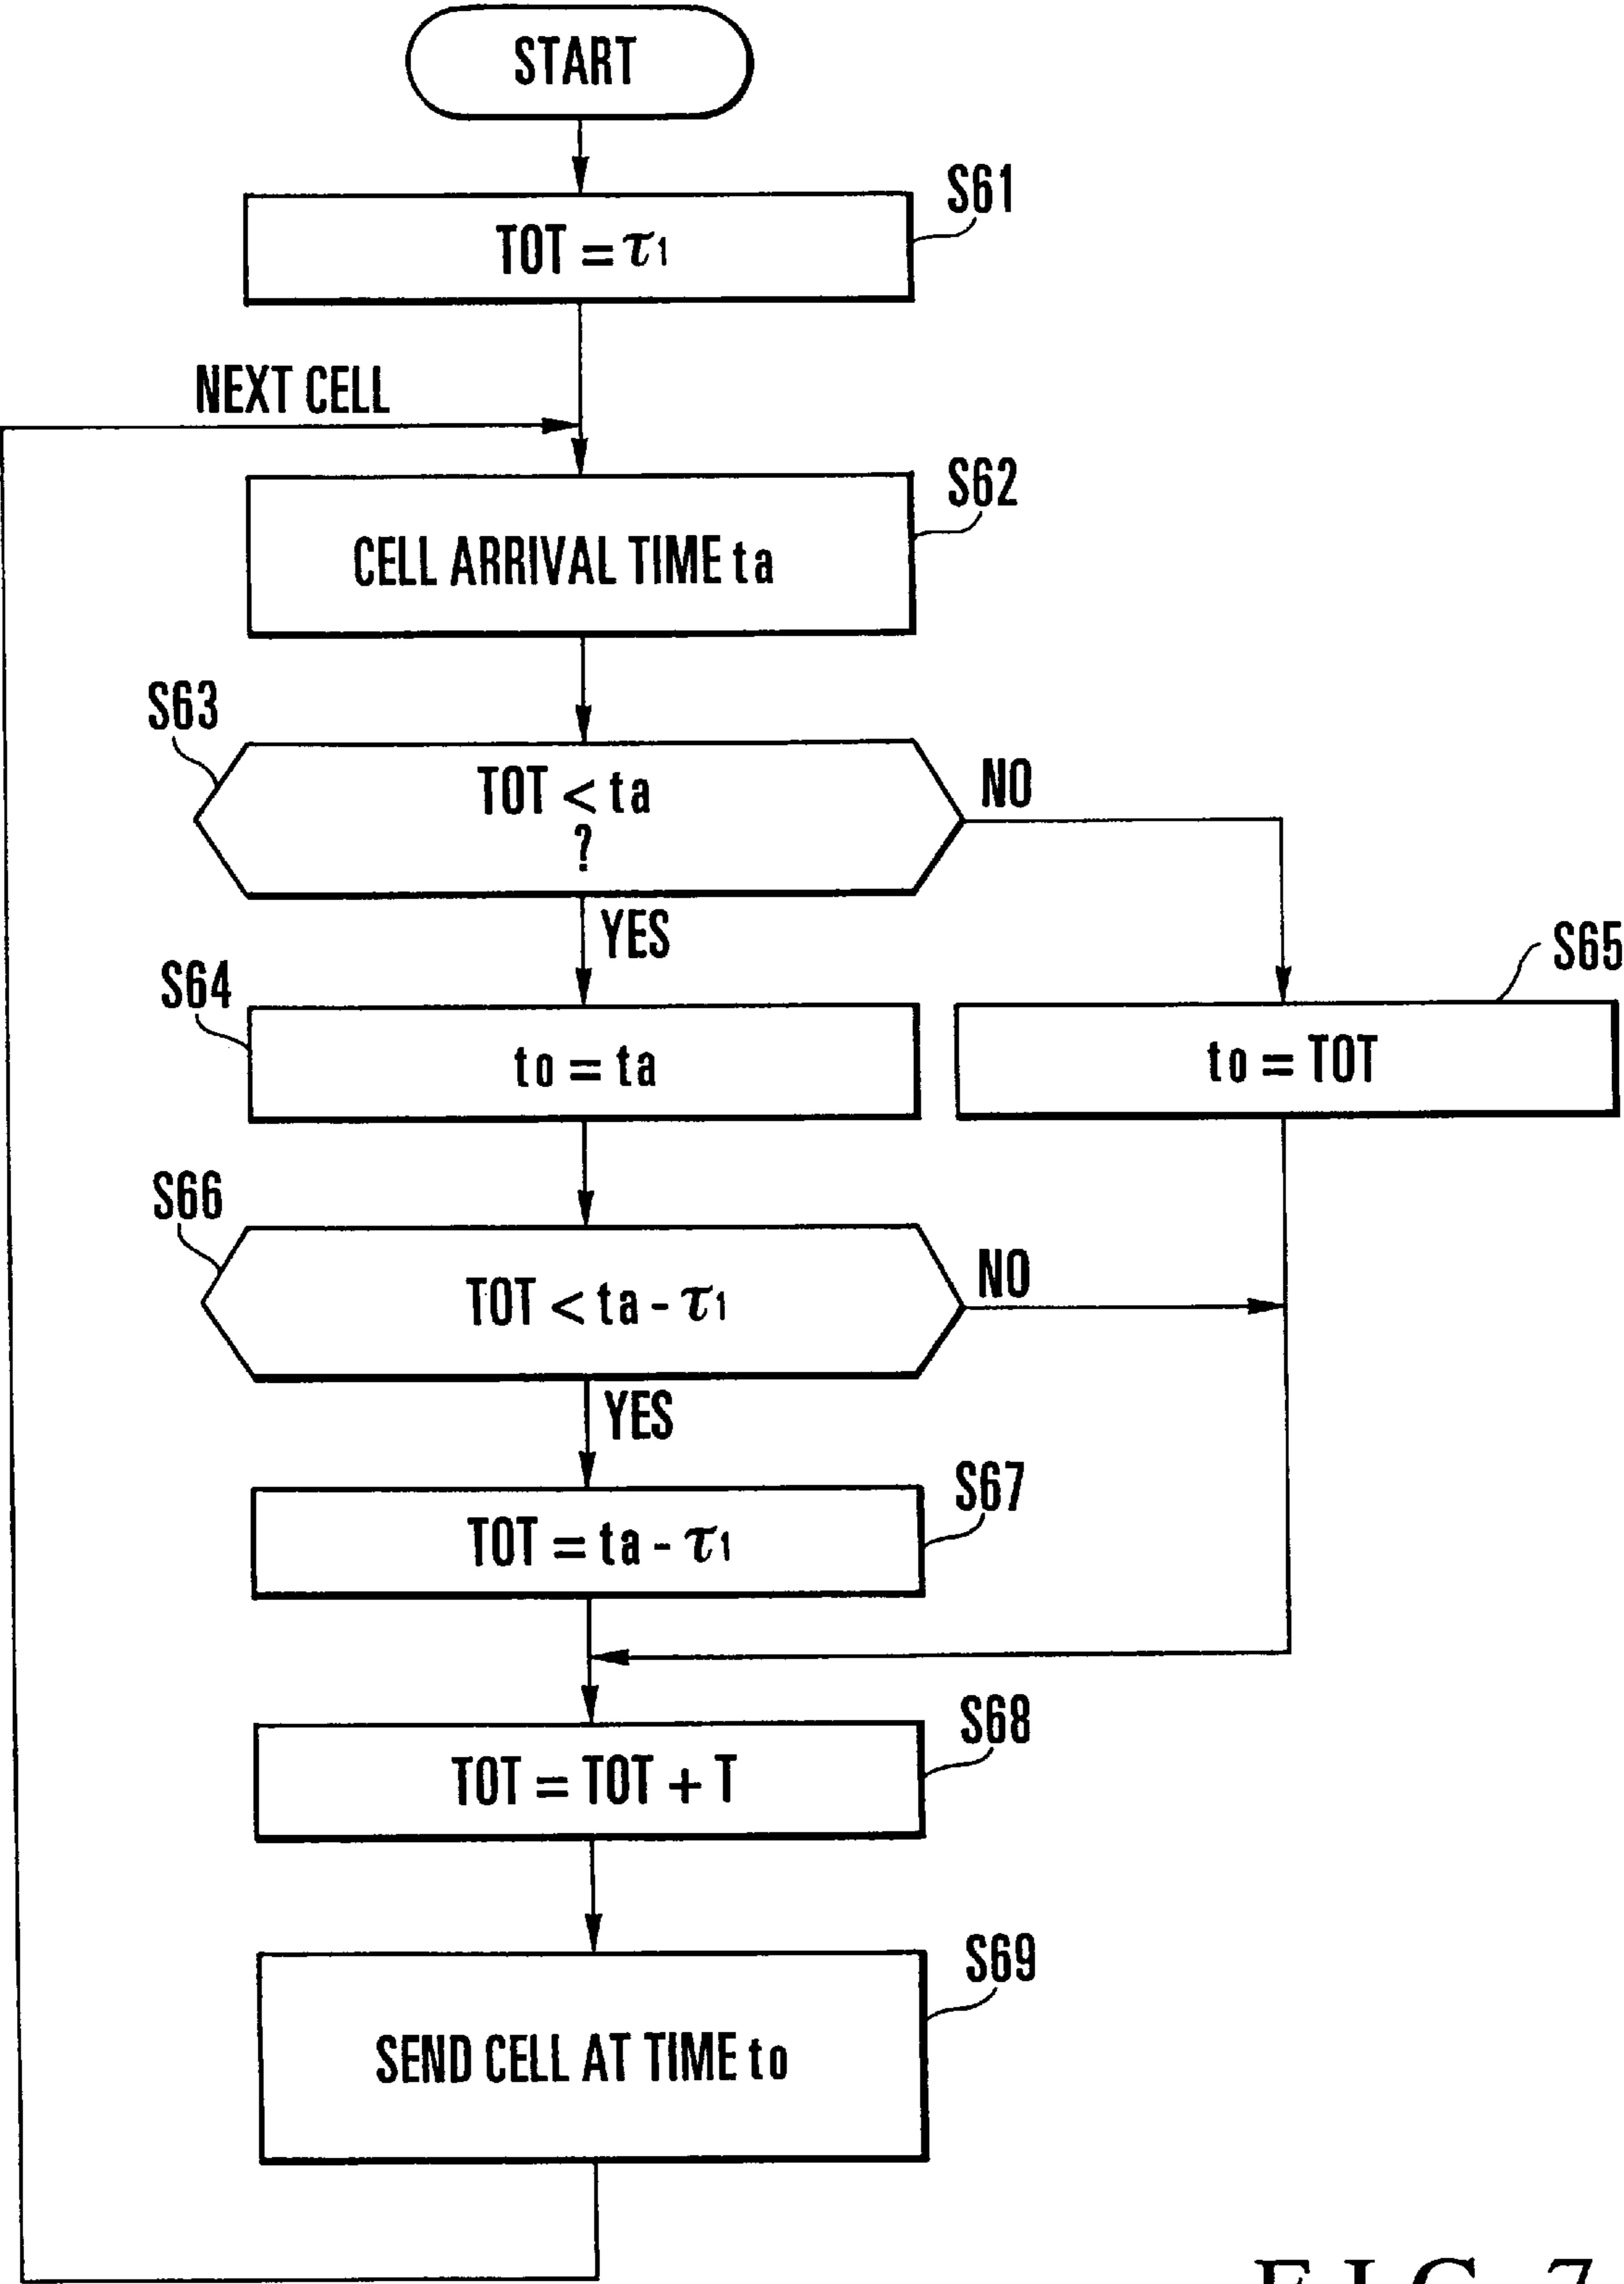 START
S61
TOT = τ1
NEXT CELL
S62
CELL ARRIVAL TIME ta
S63
TOT < ta
?
NO
YES
S64
to = ta
S65
to = TOT
S66
TOT < ta - τ1
NO
YES
S67
TOT = ta - τ1
S68
TOT = TOT + T
S69
SEND CELL AT TIME to
FIG. 7